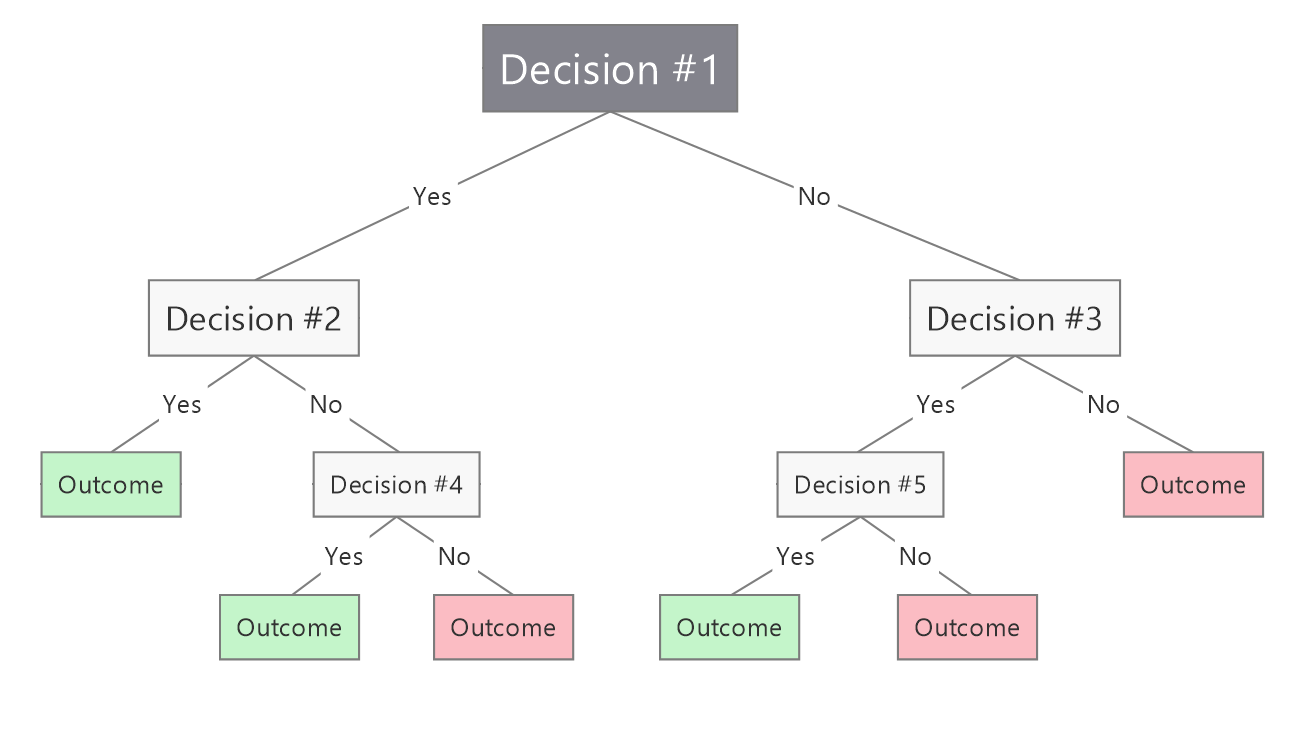 Decision #1
Yes
No
Decision #2
Decision #3
Yes
No
Yes
No
Outcome
Decision #4
Decision #5
Outcome
Yes
No
Yes
No
Outcome
Outcome
Outcome
Outcome